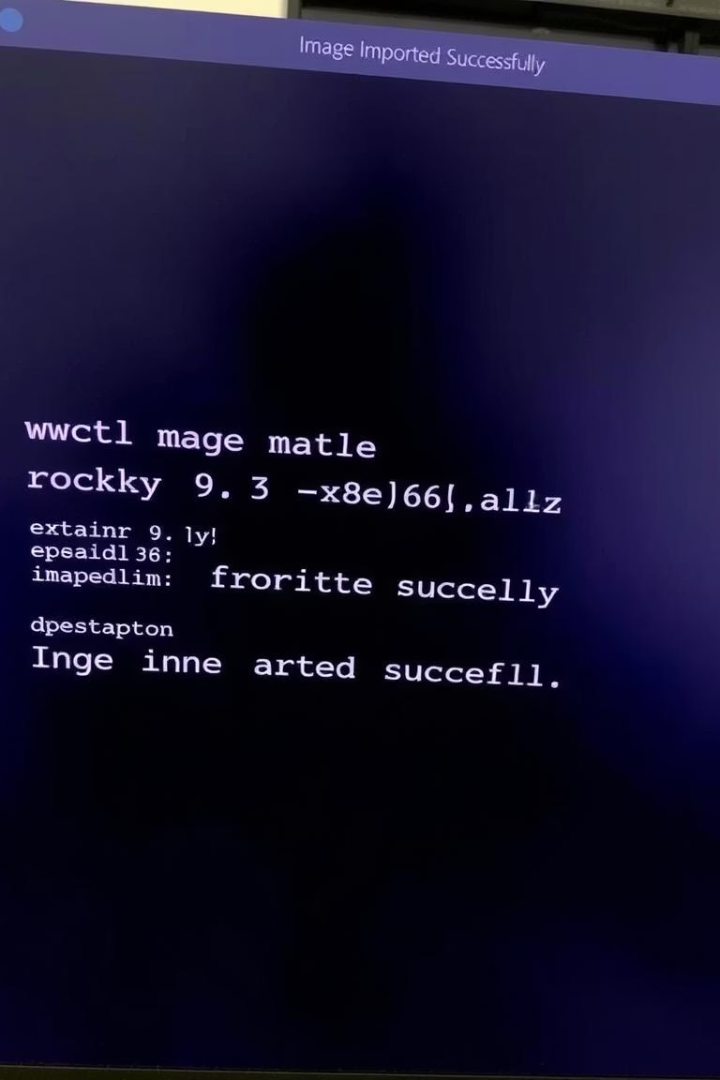 Image Imported Successfully
wwctl mage matle
rockky 9. 3 -x8e]66[,allz
extainr 9. ly!
epsaidl 36:
imapedlim: froritte succelly
dpestapton
Inge inne arted succefll.